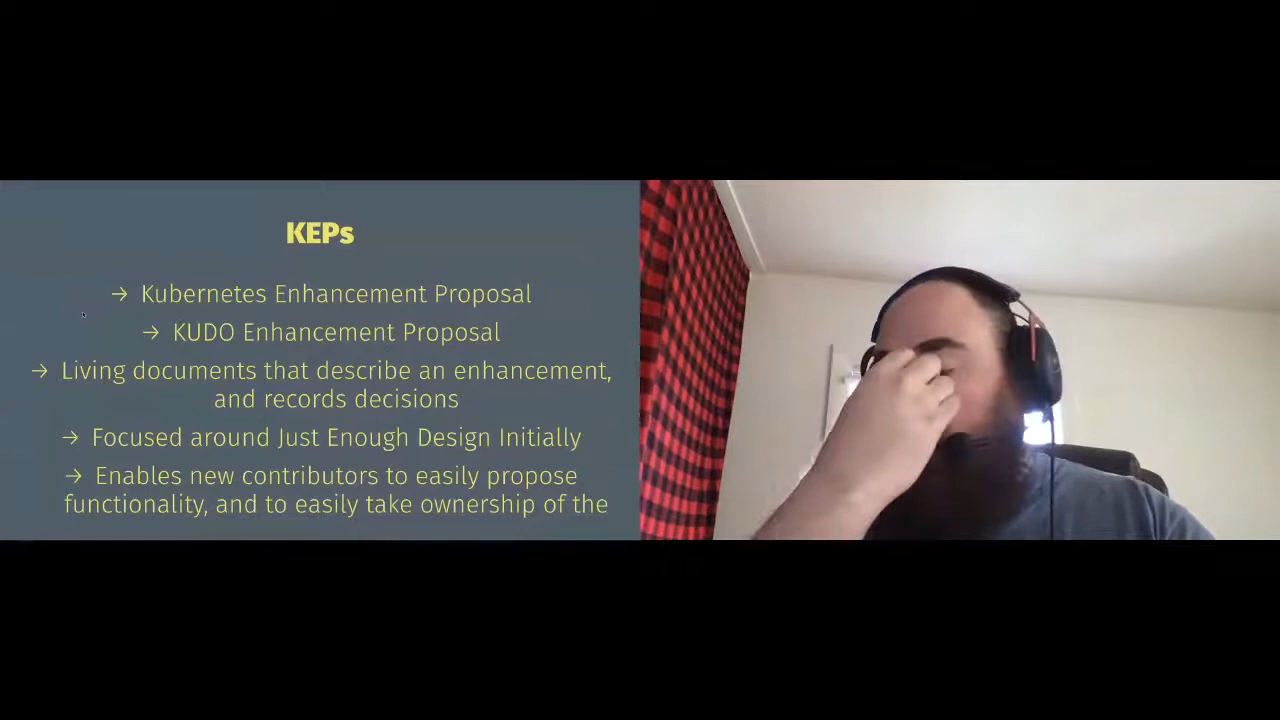 KEPs
→ Kubernetes Enhancement Proposal
→ KUDO Enhancement Proposal
→ Living documents that describe an enhancement,
and records decisions
→ Focused around Just Enough Design Initially
→ Enables new contributors to easily propose
functionality, and to easily take ownership of the